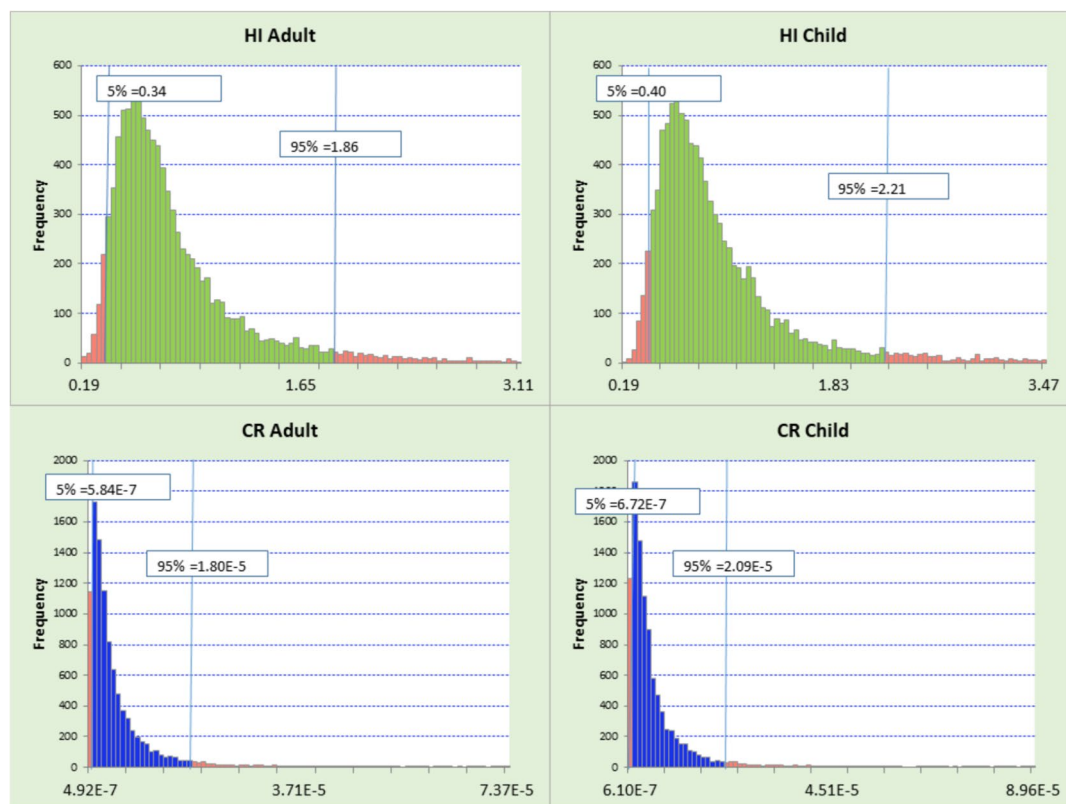 HI Adult
Frequency
600
500
400
300
200
100
0
5% =0.34
95% =1.86
0.19
1.65
3.11
HI Child
Frequency
600
500
400
300
200
100
0
5% =0.40
95% =2.21
0.19
1.83
3.47
CR Adult
Frequency
2000
1600
1400
1200
1000
800
600
400
200
0
5% =5.84E-7
95% =1.80E-5
4.92E-7
3.71E-5
7.37E-5
CR Child
Frequency
2000
1600
1400
1200
1000
800
600
400
200
0
5% =6.72E-7
95% =2.09E-5
6.10E-7
4.51E-5
8.96E-5